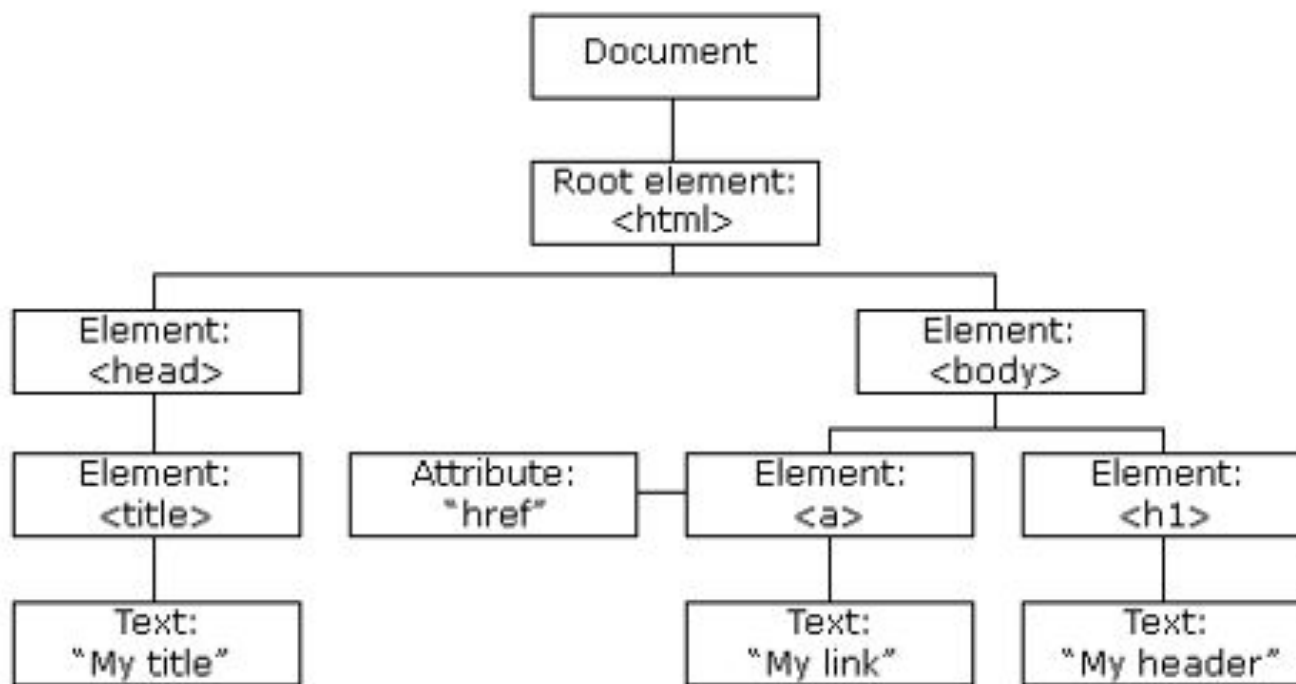 Document
Root element:
<html>
Element:
<head>
Element:
<body>
Element:
<title>
Attribute:
“href”
Element:
<a>
Element:
<h1>
Text:
“My title”
Text:
“My link”
Text:
“My header”